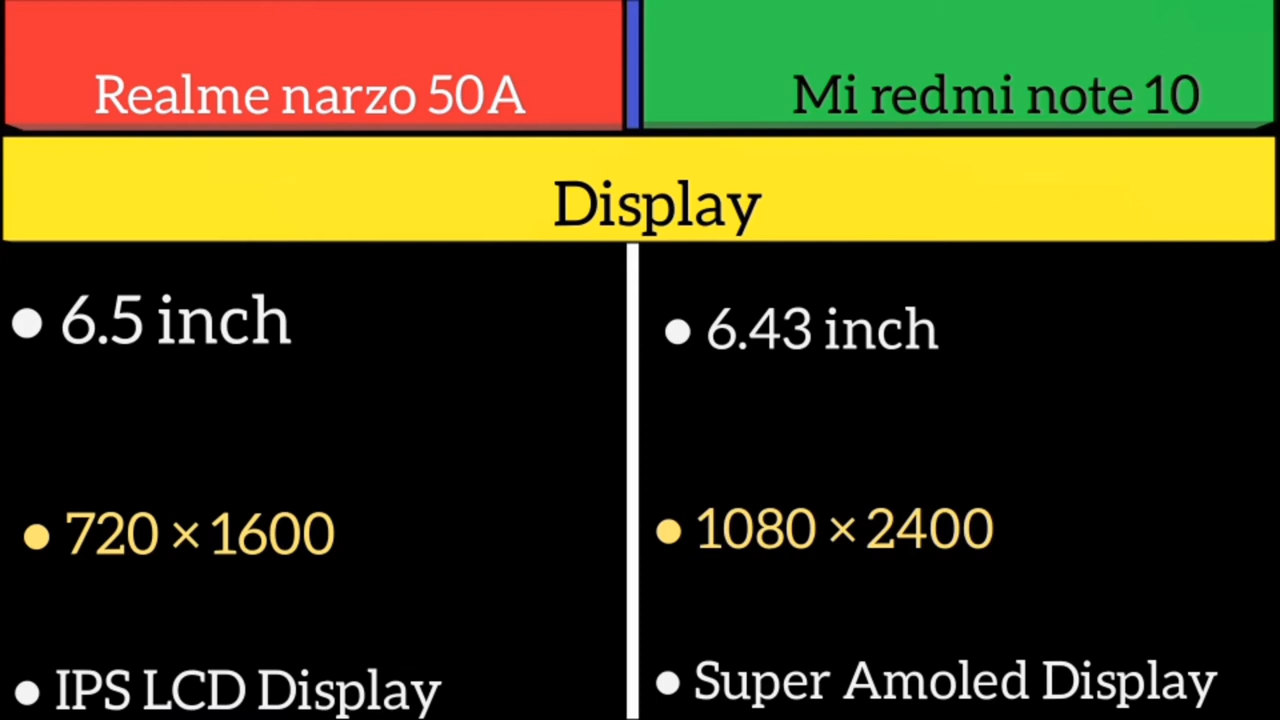 Realme narzo 50A
Mi redmi note 10
Display
● 6.5 inch
● 6.43 inch
● 720 × 1600
● 1080 × 2400
● IPS LCD Display
● Super Amoled Display